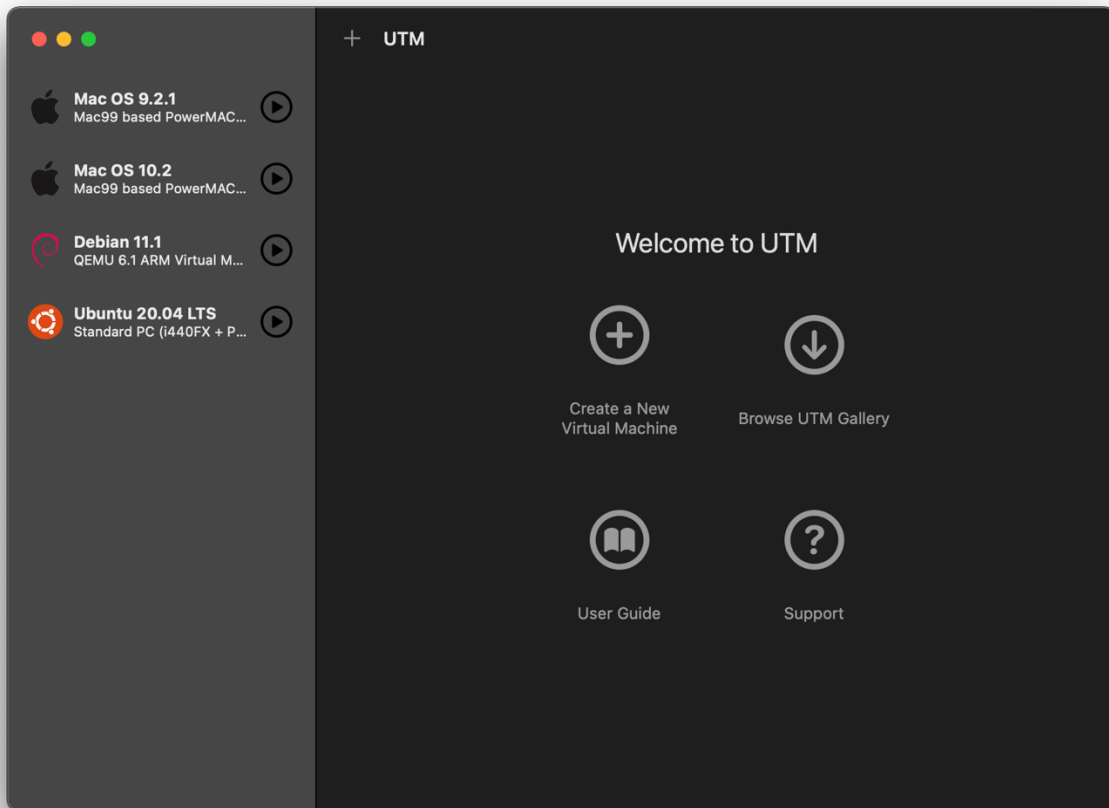 UTM
Mac OS 9.2.1
Mac99 based PowerMAC...
Mac OS 10.2
Mac99 based PowerMAC...
Debian 11.1
QEMU 6.1 ARM Virtual M...
Ubuntu 20.04 LTS
Standard PC (i440FX + P...
Welcome to UTM
Create a New
Virtual Machine
Browse UTM Gallery
User Guide
Support